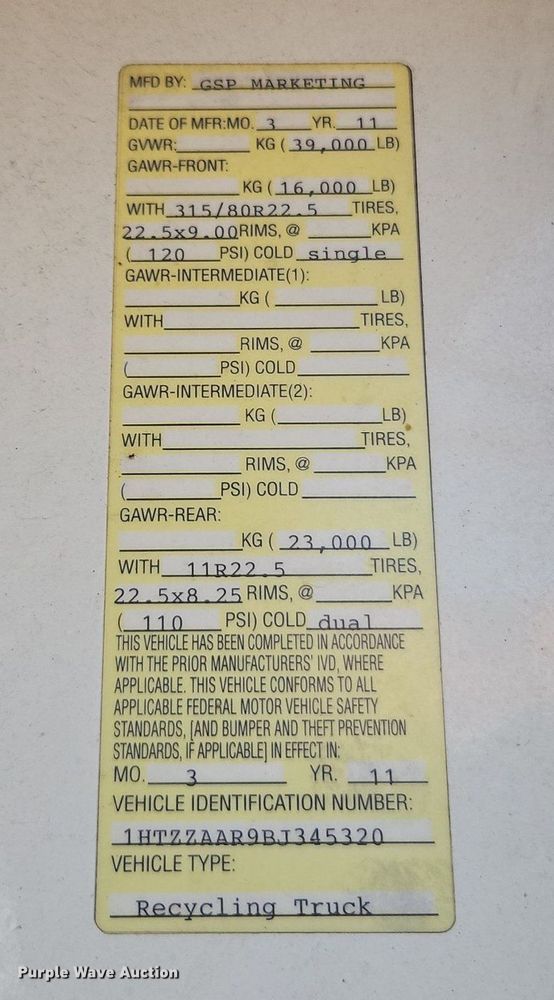 MFD BY: GSP MARKETING
DATE OF MFR:MO. 3 YR. 11
GVWR: KG ( 39,000 LB)
GAWR-FRONT:
KG ( 16,000 LB)
WITH 315/80R22.5 TIRES,
22.5x9.00 RIMS, @ KPA
( 120 PSI) COLD single
GAWR-INTERMEDIATE(1):
KG ( LB)
WITH TIRES,
RIMS, @ KPA
( PSI) COLD
GAWR-INTERMEDIATE(2):
KG ( LB)
WITH TIRES,
RIMS, @ KPA
( PSI) COLD
GAWR-REAR:
KG ( 23,000 LB)
WITH 11R22.5 TIRES,
22.5x8.25 RIMS, @ KPA
( 110 PSI) COLD dual
THIS VEHICLE HAS BEEN COMPLETED IN ACCORDANCE
WITH THE PRIOR MANUFACTURERS' IVD, WHERE
APPLICABLE. THIS VEHICLE CONFORMS TO ALL
APPLICABLE FEDERAL MOTOR VEHICLE SAFETY
STANDARDS, [AND BUMPER AND THEFT PREVENTION
STANDARDS, IF APPLICABLE] IN EFFECT IN:
MO. 3 YR. 11
VEHICLE IDENTIFICATION NUMBER:
1HTZZAAR9BJ345320
VEHICLE TYPE:
Recycling Truck
Purple Wave Auction